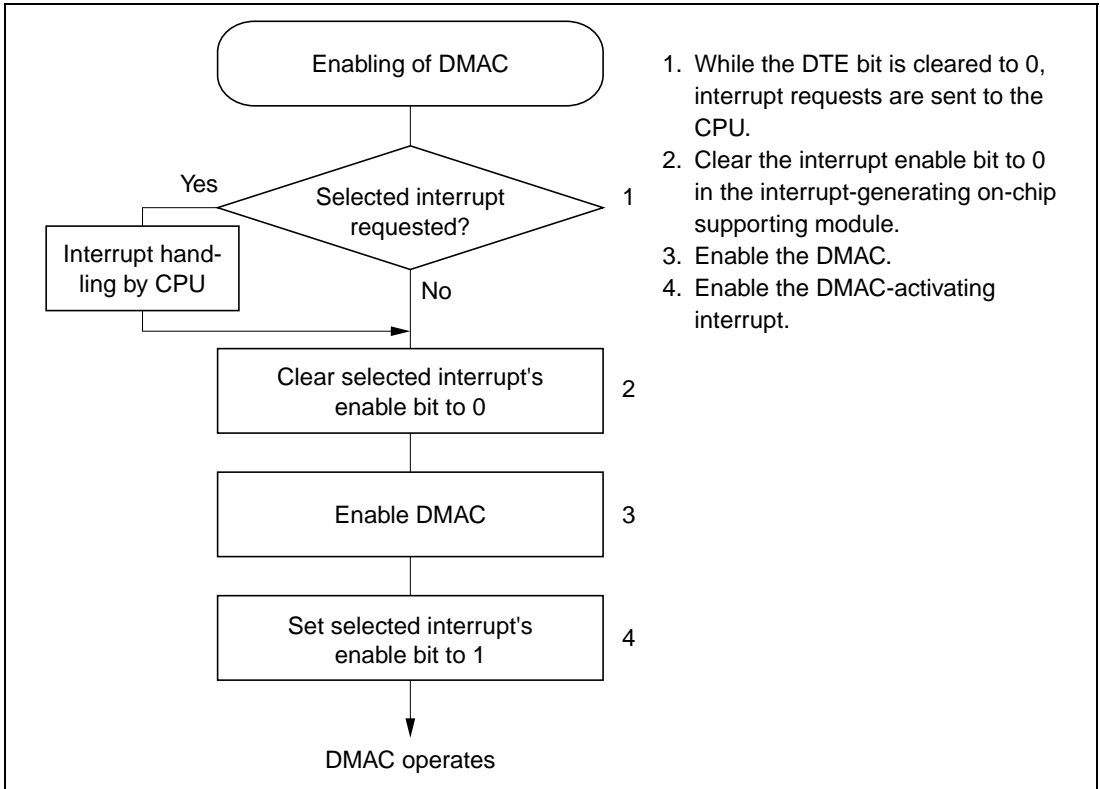 Enabling of DMAC
Selected interrupt
requested?
1
Yes
Interrupt hand-
ling by CPU
No
Clear selected interrupt's
enable bit to 0
2
Enable DMAC
3
Set selected interrupt's
enable bit to 1
4
DMAC operates
1. While the DTE bit is cleared to 0,
interrupt requests are sent to the
CPU.
2. Clear the interrupt enable bit to 0
in the interrupt-generating on-chip
supporting module.
3. Enable the DMAC.
4. Enable the DMAC-activating
interrupt.